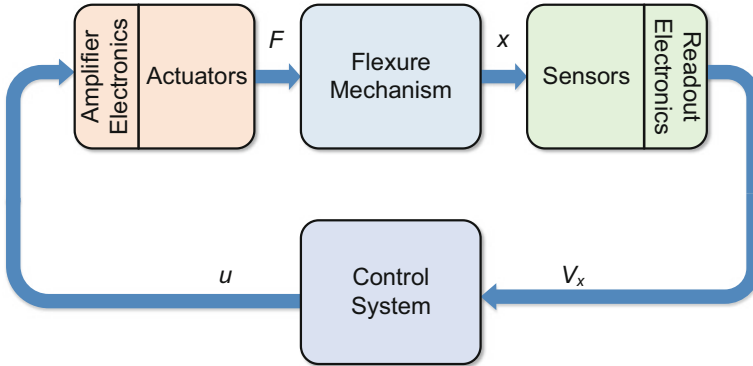 Amplifier
Electronics
Actuators
F
Flexure
Mechanism
x
Sensors
Readout
Electronics
u
Control
System
Vx